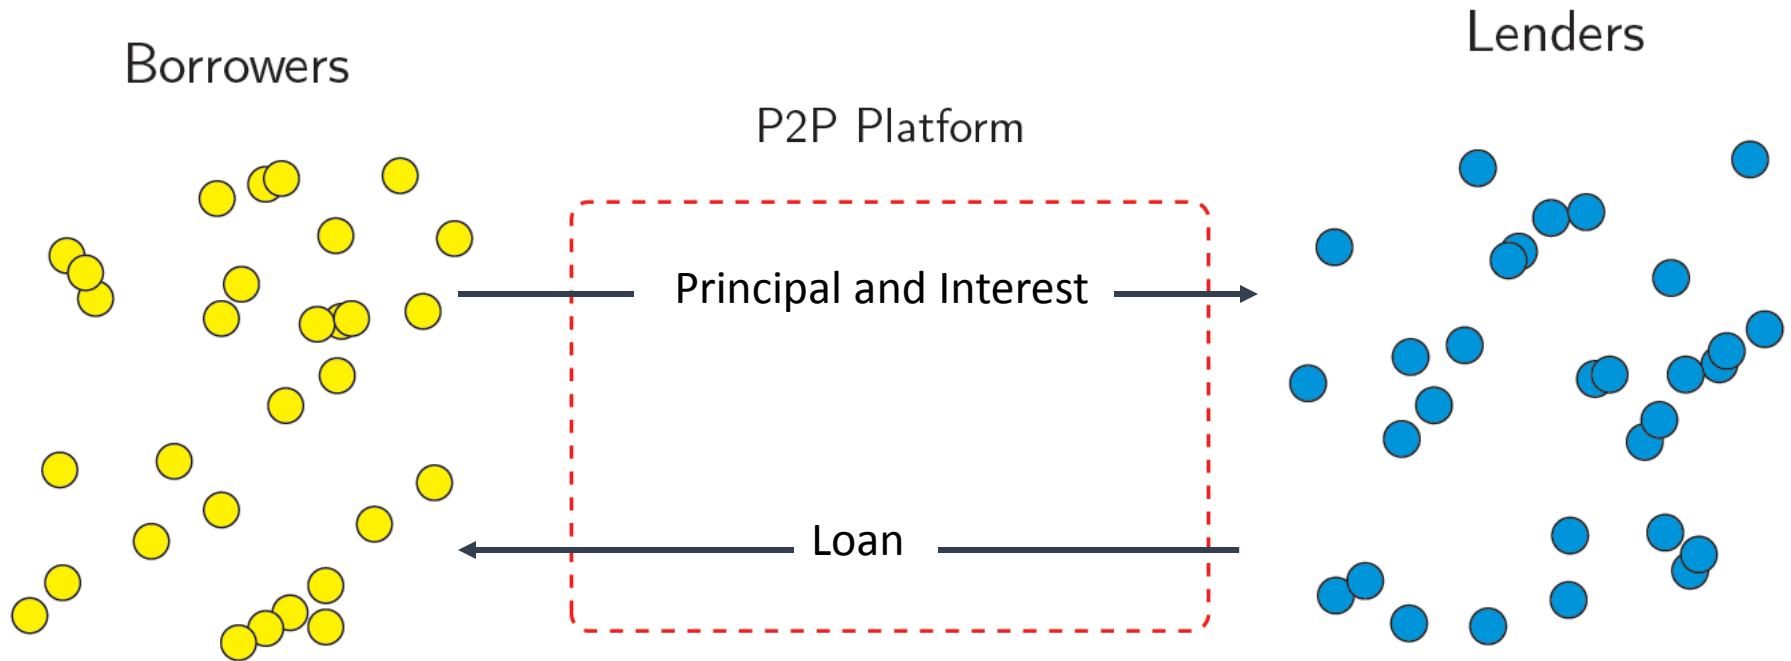 Borrowers
Lenders
P2P Platform
Principal and Interest
Loan